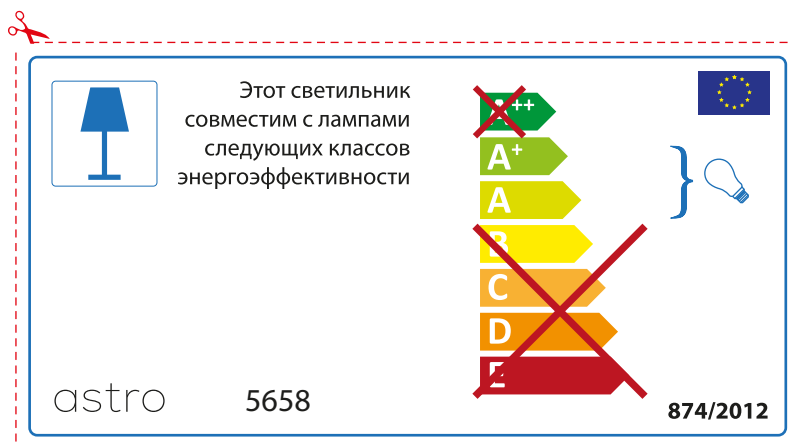 Этот светильник
совместим с лампами
следующих классов
энергоэффективности
A++
A+
A
B
C
D
E
astro
5658
874/2012